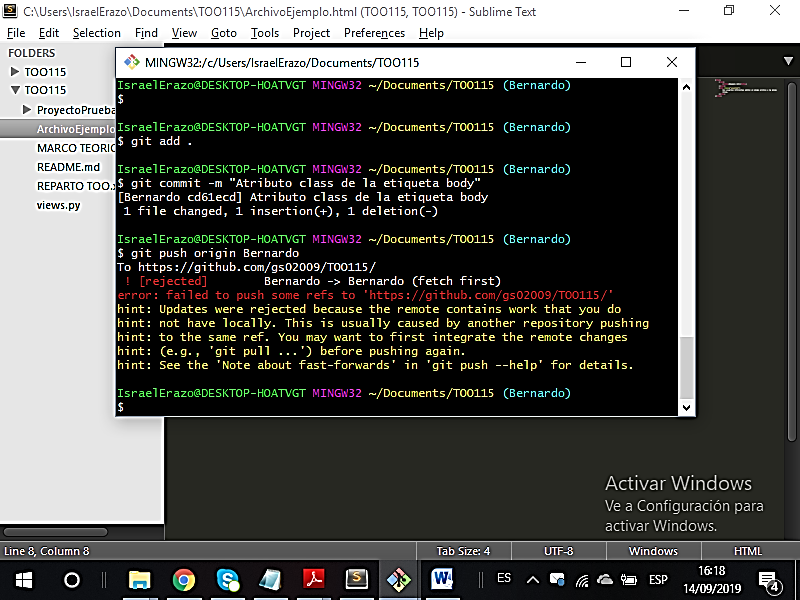 C:\Users\IsraelErazo\Documents\TOO115\ArchivoEjemplo.html (TOO115, TOO115) - Sublime Text
File Edit Selection Find View Goto Tools Project Preferences Help
FOLDERS
TOO115
TOO115
ProyectoPrueba
ArchivoEjemplo
MARCO TEORIC
README.md
REPARTO TOO.x
views.py
MINGW32:/c/Users/IsraelErazo/Documents/TOO115
IsraelErazo@DESKTOP-HOATVGT MINGW32 ~/Documents/TOO115 (Bernardo)
$
IsraelErazo@DESKTOP-HOATVGT MINGW32 ~/Documents/TOO115 (Bernardo)
$ git add .
IsraelErazo@DESKTOP-HOATVGT MINGW32 ~/Documents/TOO115 (Bernardo)
$ git commit -m "Atributo class de la etiqueta body"
[Bernardo cd61ecd] Atributo class de la etiqueta body
1 file changed, 1 insertion(+), 1 deletion(-)
IsraelErazo@DESKTOP-HOATVGT MINGW32 ~/Documents/TOO115 (Bernardo)
$ git push origin Bernardo
To https://github.com/gs02009/TOO115/
! [rejected] Bernardo -> Bernardo (fetch first)
error: failed to push some refs to 'https://github.com/gs02009/TOO115/'
hint: Updates were rejected because the remote contains work that you do
hint: not have locally. This is usually caused by another repository pushing
hint: to the same ref. You may want to first integrate the remote changes
hint: (e.g., 'git pull ...') before pushing again.
hint: See the 'Note about fast-forwards' in 'git push --help' for details.
IsraelErazo@DESKTOP-HOATVGT MINGW32 ~/Documents/TOO115 (Bernardo)
$
Activar Windows
Ve a Configuración para
activar Windows.
Line 8, Column 8 Tab Size: 4 UTF-8 Windows HTML
ES ESP 16:18
14/09/2019
4